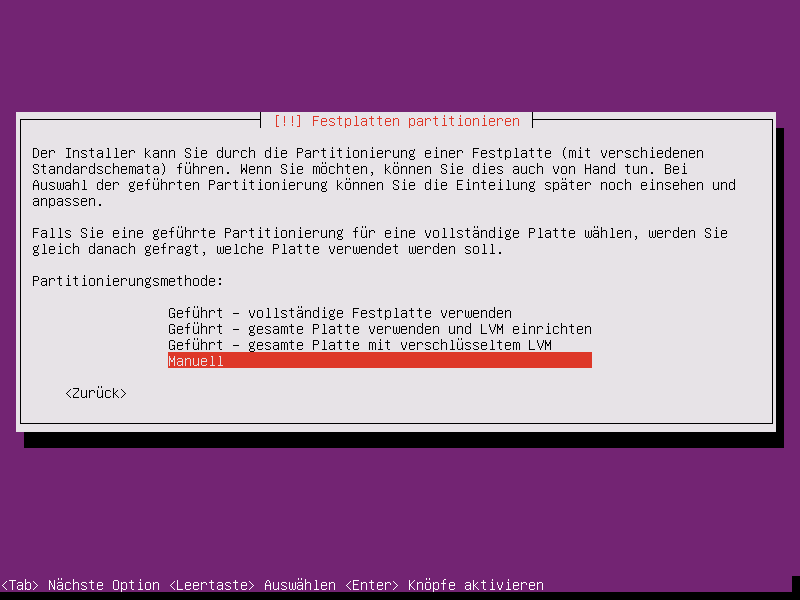 [!!] Festplatten partitionieren
Der Installer kann Sie durch die Partitionierung einer Festplatte (mit verschiedenen
Standardschemata) führen. Wenn Sie möchten, können Sie dies auch von Hand tun. Bei
Auswahl der geführten Partitionierung können Sie die Einteilung später noch einsehen und
anpassen.
Falls Sie eine geführte Partitionierung für eine vollständige Platte wählen, werden Sie
gleich danach gefragt, welche Platte verwendet werden soll.
Partitionierungsmethode:
Geführt - vollständige Festplatte verwenden
Geführt - gesamte Platte verwenden und LVM einrichten
Geführt - gesamte Platte mit verschlüsseltem LVM
Manuell
<Zurück>
<Tab> Nächste Option <Leertaste> Auswählen <Enter> Knöpfe aktivieren